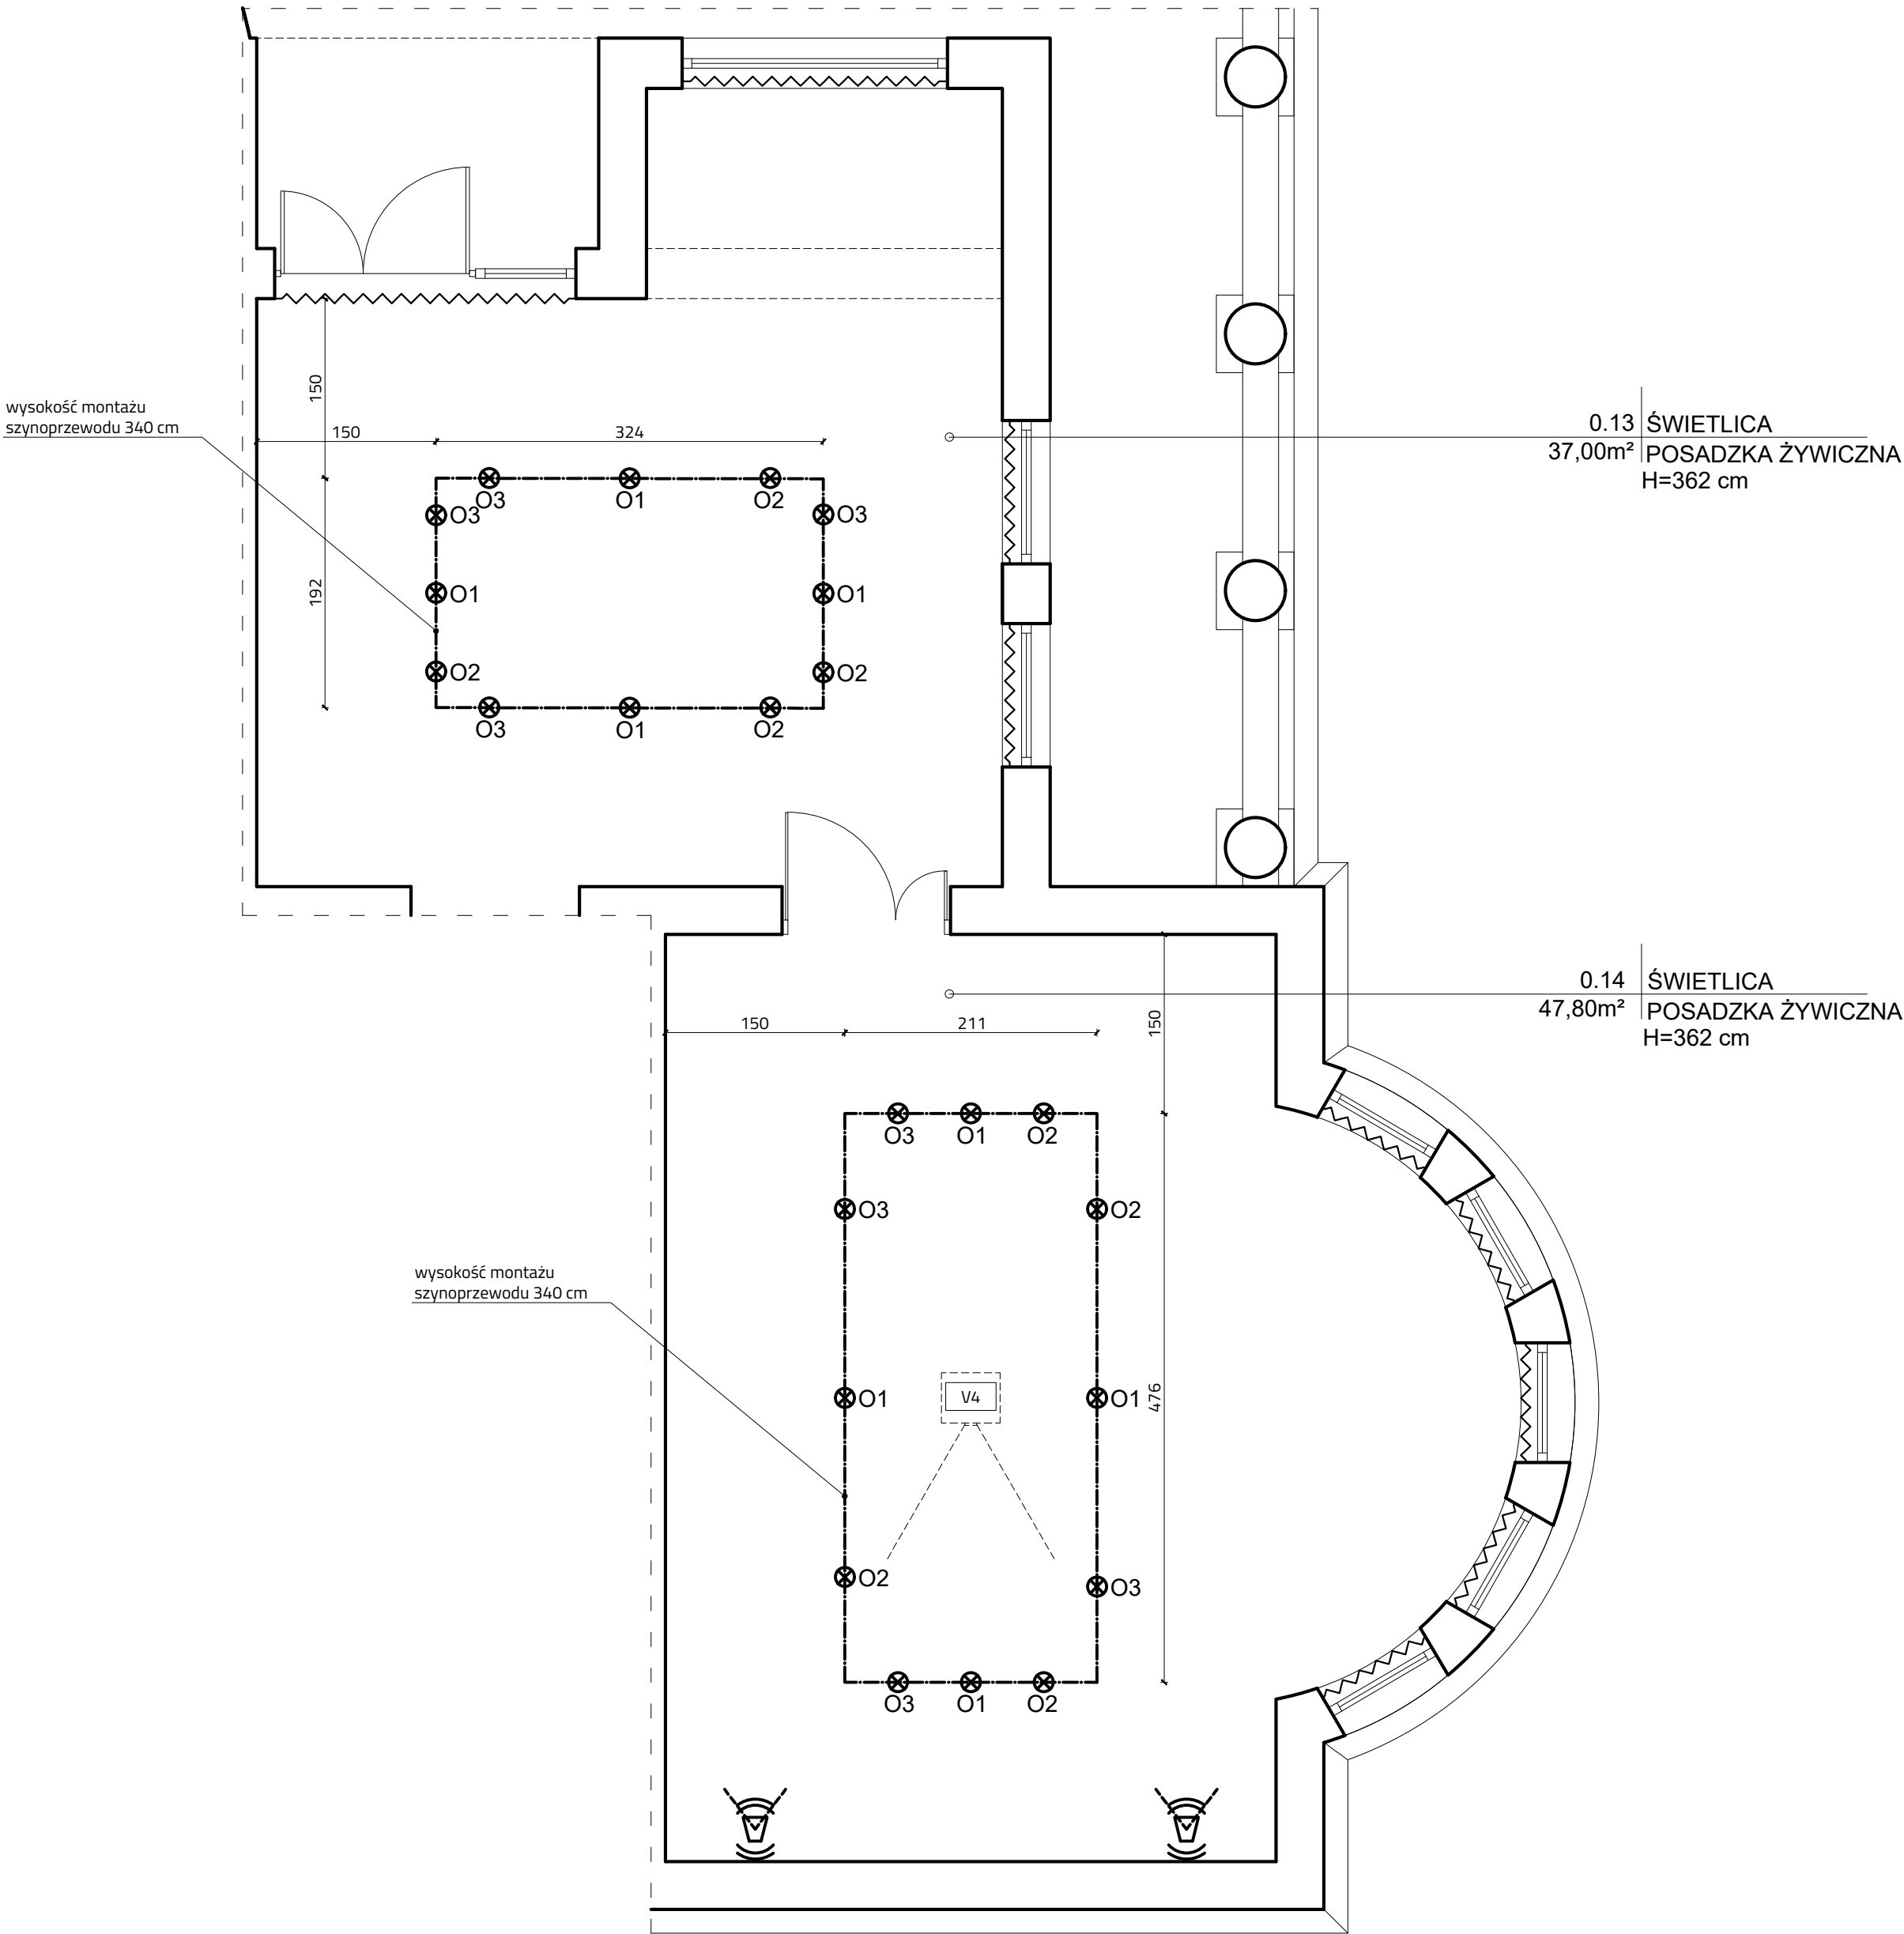 wysokość montażu
szynoprzewodu 340 cm
150
150
324
192
O3
O1
O2
O3
O3
O1
O1
O2
O2
O3
O1
O2
0.13
ŚWIETLICA
37,00m²
POSADZKA ŻYWICZNA
H=362 cm
0.14
ŚWIETLICA
47,80m²
POSADZKA ŻYWICZNA
H=362 cm
150
211
150
476
O3
O1
O2
O3
O2
wysokość montażu
szynoprzewodu 340 cm
O1
V4
O1
O2
O3
O3
O1
O2